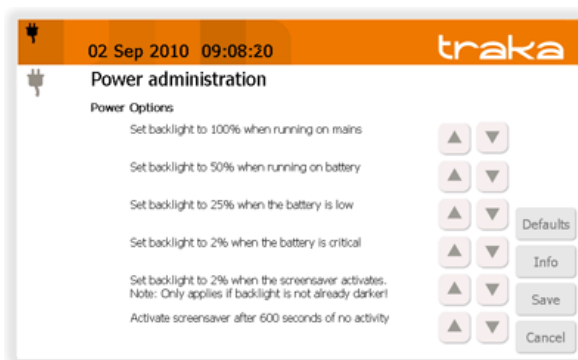 02 Sep 2010 09:08:20
traka
Power administration
Power Options
Set backlight to 100% when running on mains
Set backlight to 50% when running on battery
Set backlight to 25% when the battery is low
Set backlight to 2% when the battery is critical
Set backlight to 2% when the screensaver activates.
Note: Only applies if backlight is not already darker!
Activate screensaver after 600 seconds of no activity
Defaults
Info
Save
Cancel